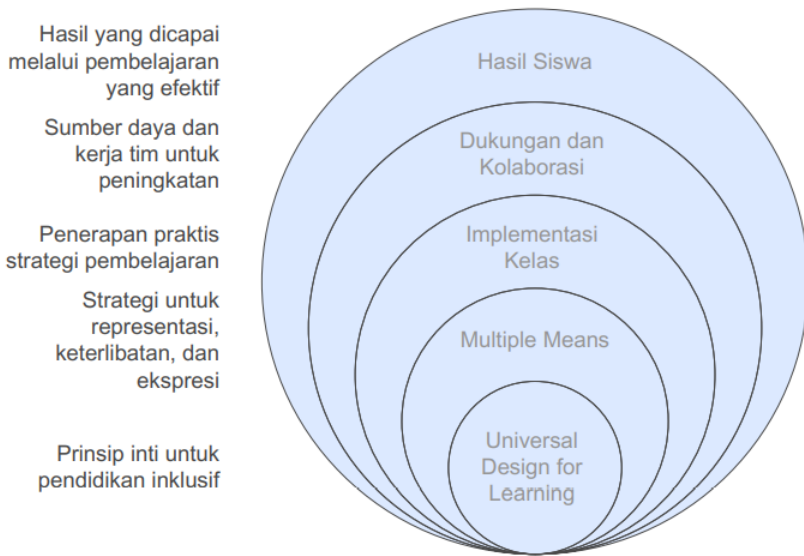 Hasil yang dicapai
melalui pembelajaran
yang efektif
Hasil Siswa
Sumber daya dan
kerja tim untuk
peningkatan
Dukungan dan
Kolaborasi
Penerapan praktis
strategi pembelajaran
Implementasi
Kelas
Strategi untuk
representasi,
keterlibatan, dan
ekspresi
Multiple Means
Prinsip inti untuk
pendidikan inklusif
Universal
Design for
Learning